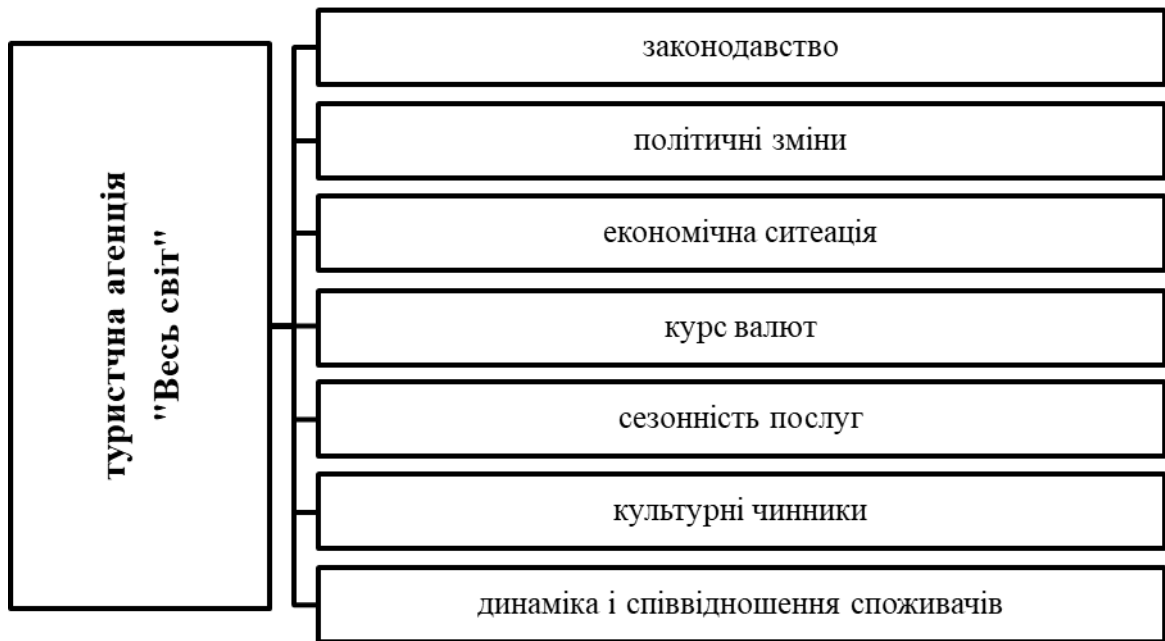 туристчна агенція
"Весь світ"
законодавство
політичні зміни
економічна ситеація
курс валют
сезонність послуг
культурні чинники
динаміка і співвідношення споживачів